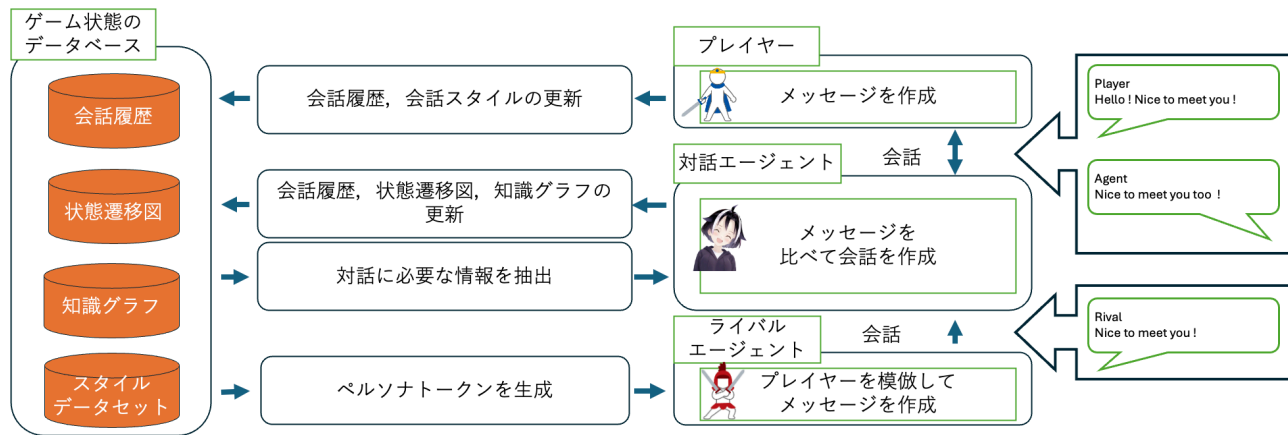 ゲーム状態の
データベース
会話履歴
状態遷移図
知識グラフ
スタイル
データセット
会話履歴，会話スタイルの更新
会話履歴，状態遷移図，知識グラフの
更新
対話に必要な情報を抽出
ペルソナトークンを生成
プレイヤー
メッセージを作成
会話
対話エージェント
メッセージを
比べて会話を作成
会話
ライバル
エージェント
プレイヤーを模倣して
メッセージを作成
Player
Hello ! Nice to meet you !
Agent
Nice to meet you too ！
Rival
Nice to meet you !